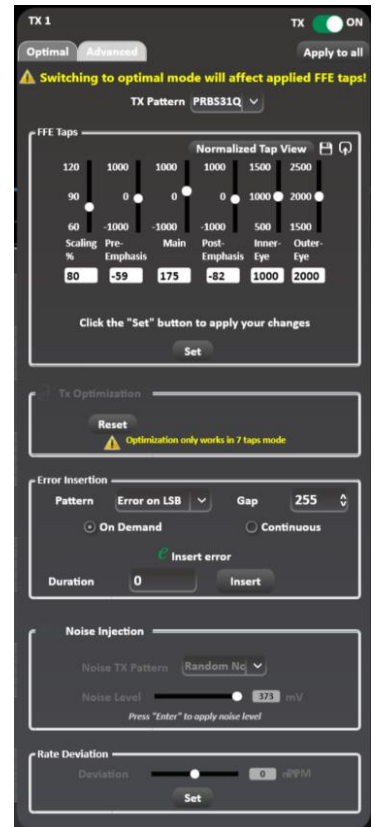 TX 1 TX ON
Optimal Advanced Apply to all
Switching to optimal mode will affect applied FFE taps!
TX Pattern PRBS31Q
FFE Taps
Normalized Tap View
120 1000 1000 1000 1500 2500
90 0 0 0 1000 2000
60 -1000 -1000 -1000 500 1500
Scaling Pre- Main Post- Inner- Outer-
% Emphasis Emphasis Eye Eye
80 -59 175 -82 1000 2000
Click the "Set" button to apply your changes
Set
Tx Optimization
Reset
Optimization only works in 7 taps mode
Error Insertion
Pattern Error on LSB Gap 255
On Demand Continuous
Insert error
Duration 0 Insert
Noise Injection
Noise TX Pattern Random Nc
Noise Level 373 mV
Press "Enter" to apply noise level
Rate Deviation
Deviation 0
Set